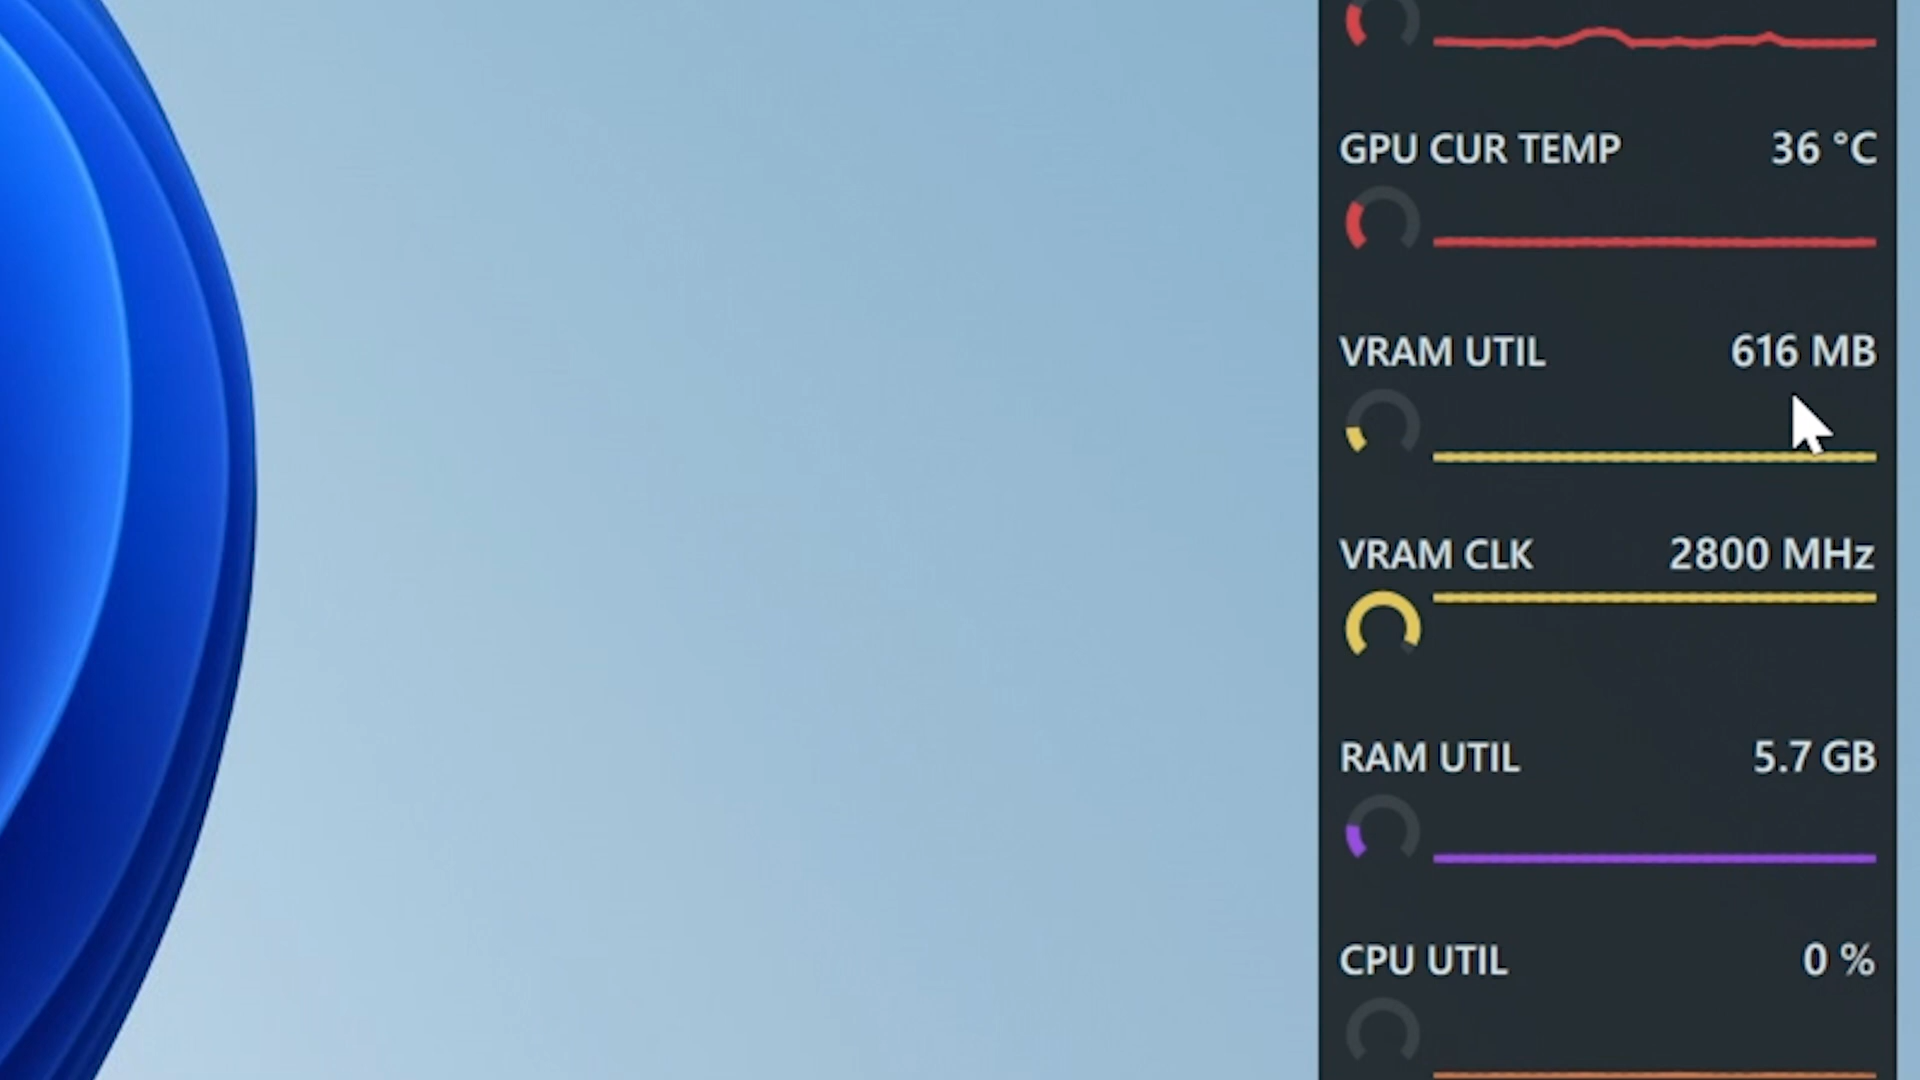 GPU CUR TEMP 36 °C
VRAM UTIL 616 MB
VRAM CLK 2800 MHz
RAM UTIL 5.7 GB
CPU UTIL 0 %